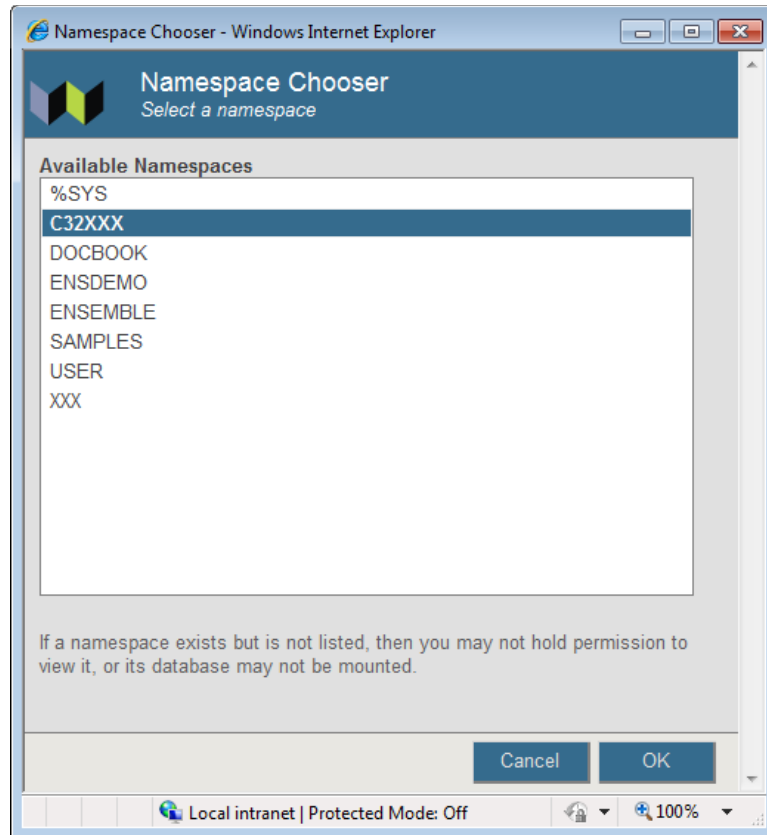 Namespace Chooser - Windows Internet Explorer
Namespace Chooser
Select a namespace
Available Namespaces
%SYS
C32XXX
DOCBOOK
ENSDEMO
ENSEMBLE
SAMPLES
USER
XXX
If a namespace exists but is not listed, then you may not hold permission to
view it, or its database may not be mounted.
Cancel OK
Local intranet | Protected Mode: Off 100%